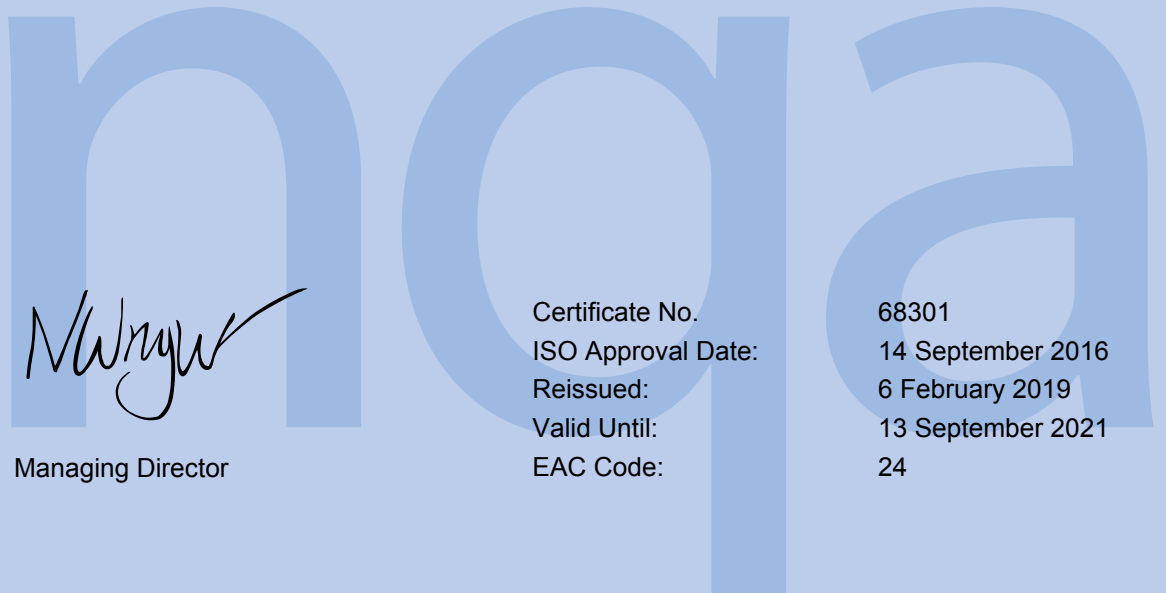 nqa
Certificate No. 68301
ISO Approval Date: 14 September 2016
Reissued: 6 February 2019
Valid Until: 13 September 2021
Managing Director
EAC Code: 24